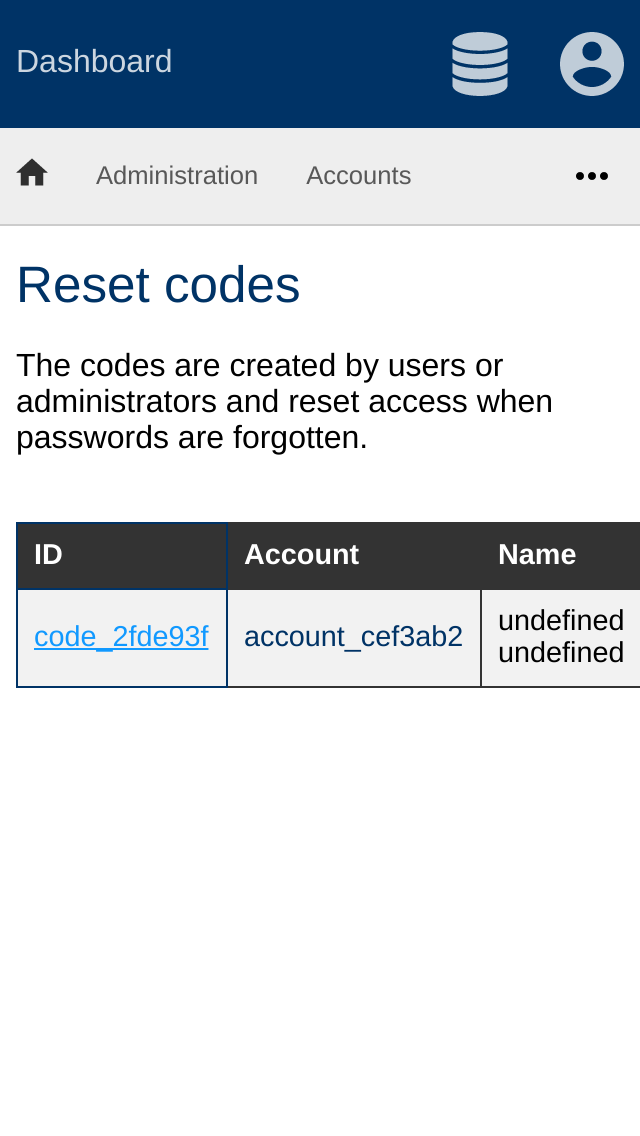 Dashboard
Administration Accounts
Reset codes
The codes are created by users or
administrators and reset access when
passwords are forgotten.
ID Account Name
code_2fde93f account_cef3ab2 undefined
undefined